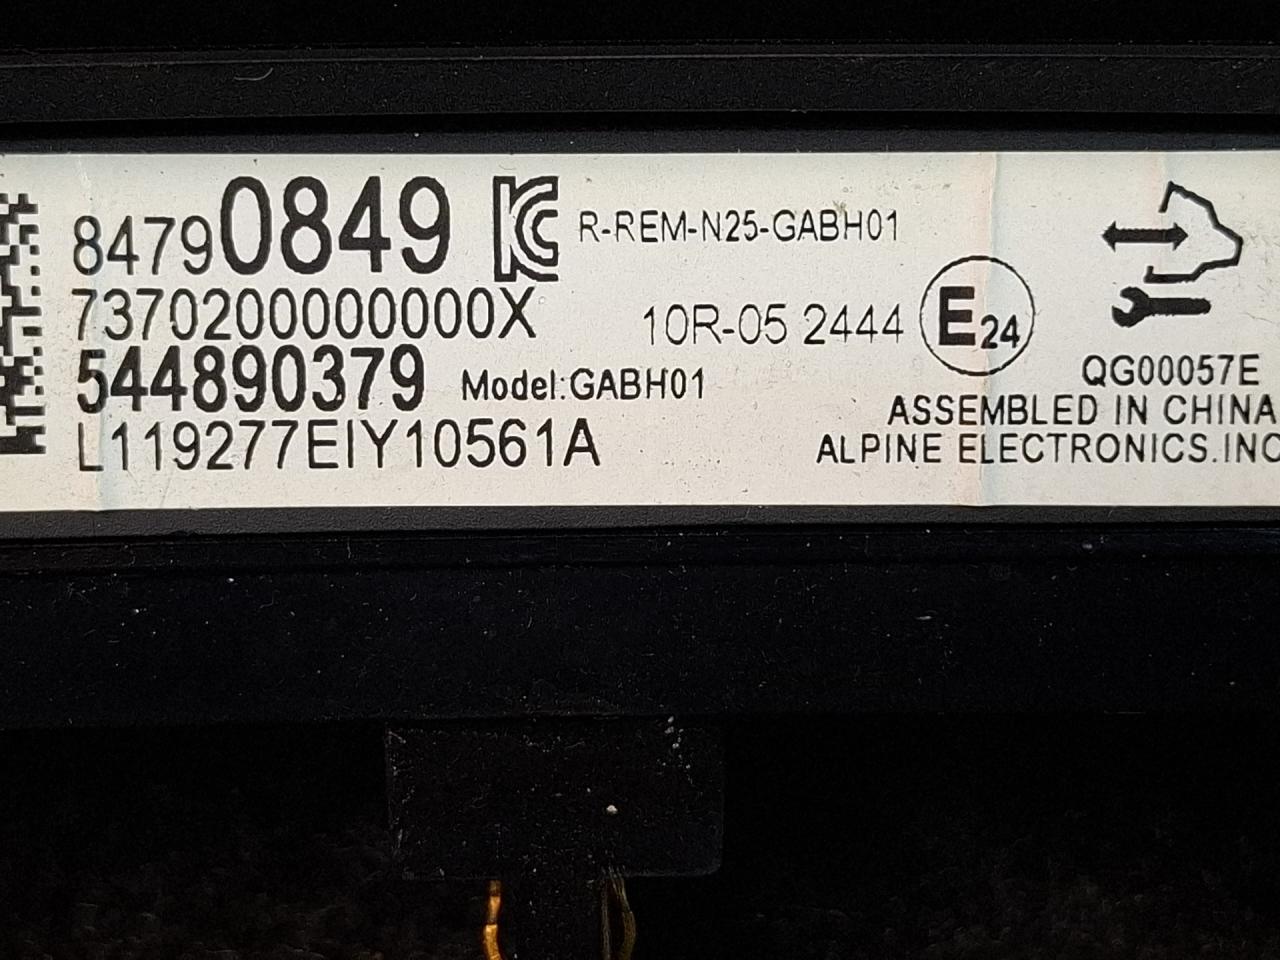 84790849 KC R-REM-N25-GABH01
7370200000000X 10R-05 2444 E24
544890379 Model:GABH01 QG00057E
L119277EIY10561A ASSEMBLED IN CHINA
ALPINE ELECTRONICS.INC